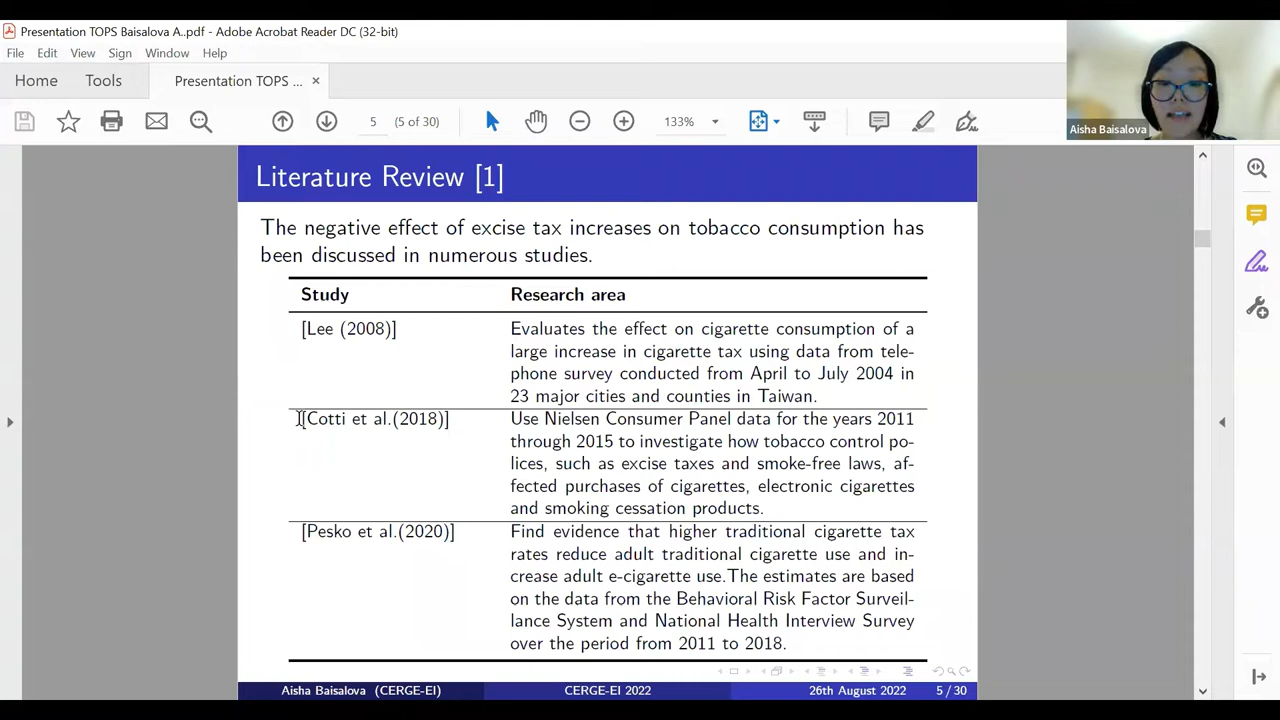 Presentation TOPS Baisalova A..pdf - Adobe Acrobat Reader DC (32-bit)
File Edit View Sign Window Help
Home Tools Presentation TOPS ... ×
5 (5 of 30) 133%
Aisha Baisalova
Literature Review [1]
The negative effect of excise tax increases on tobacco consumption has
been discussed in numerous studies.
Study Research area
[Lee (2008)] Evaluates the effect on cigarette consumption of a
large increase in cigarette tax using data from tele-
phone survey conducted from April to July 2004 in
23 major cities and counties in Taiwan.
[Cotti et al.(2018)] Use Nielsen Consumer Panel data for the years 2011
through 2015 to investigate how tobacco control po-
lices, such as excise taxes and smoke-free laws, af-
fected purchases of cigarettes, electronic cigarettes
and smoking cessation products.
[Pesko et al.(2020)] Find evidence that higher traditional cigarette tax
rates reduce adult traditional cigarette use and in-
crease adult e-cigarette use.The estimates are based
on the data from the Behavioral Risk Factor Surveil-
lance System and National Health Interview Survey
over the period from 2011 to 2018.
Aisha Baisalova (CERGE-EI) CERGE-EI 2022 26th August 2022 5 / 30